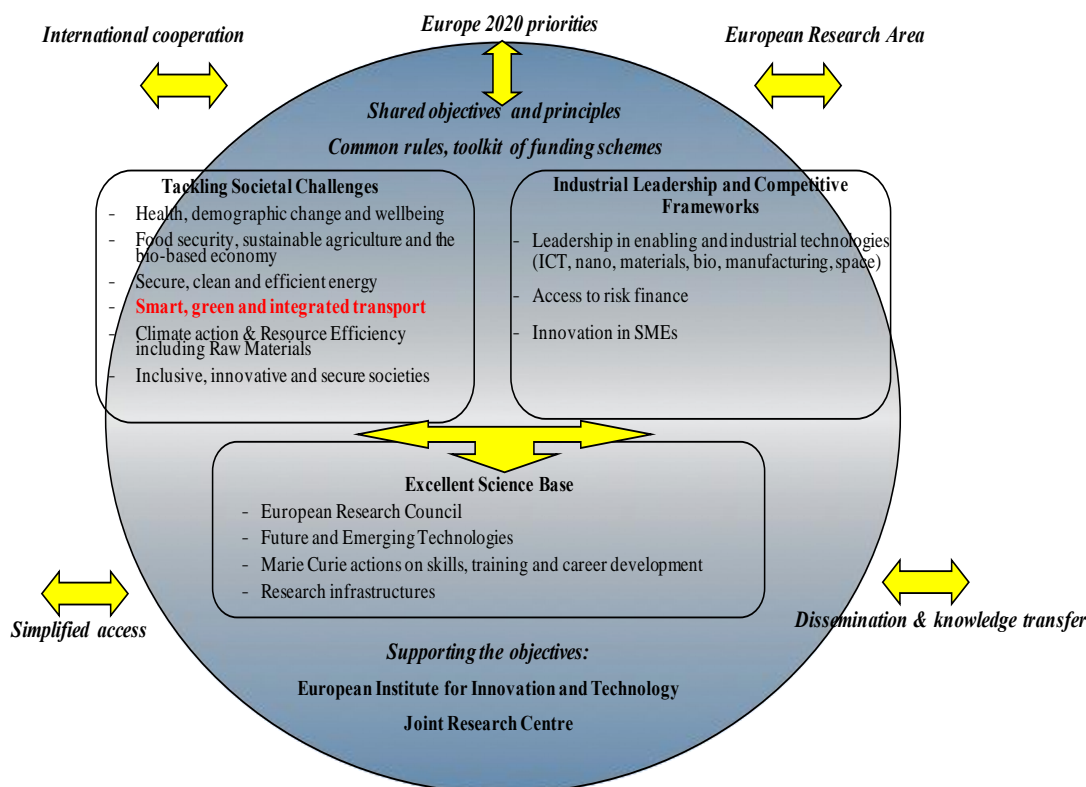 Europe 2020 priorities
International cooperation
European Research Area
Shared objectives and principles
Common rules, toolkit of funding schemes
Tackling Societal Challenges
- Health, demographic change and wellbeing
- Food security, sustainable agriculture and the
bio-based economy
- Secure, clean and efficient energy
- Smart, green and integrated transport
- Climate action & Resource Efficiency
including Raw Materials
- Inclusive, innovative and secure societies
Industrial Leadership and Competitive
Frameworks
- Leadership in enabling and industrial technologies
(ICT, nano, materials, bio, manufacturing, space)
- Access to risk finance
- Innovation in SMEs
Excellent Science Base
- European Research Council
- Future and Emerging Technologies
- Marie Curie actions on skills, training and career development
- Research infrastructures
Simplified access
Dissemination & knowledge transfer
Supporting the objectives:
European Institute for Innovation and Technology
Joint Research Centre